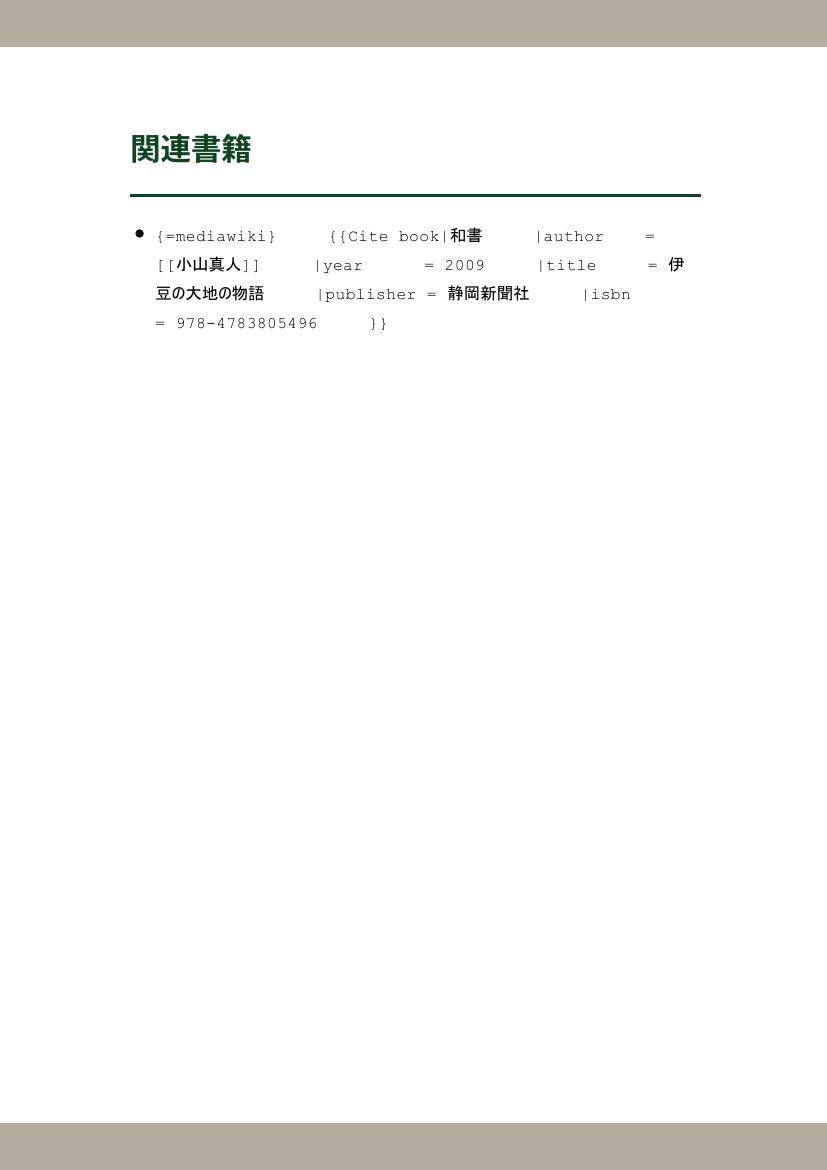 関連書籍
● {=mediawiki} {{Cite book|和書 |author =
[[小山真人]] |year = 2009 |title = 伊
豆の大地の物語 |publisher = 静岡新聞社 |isbn
= 978-4783805496 }}